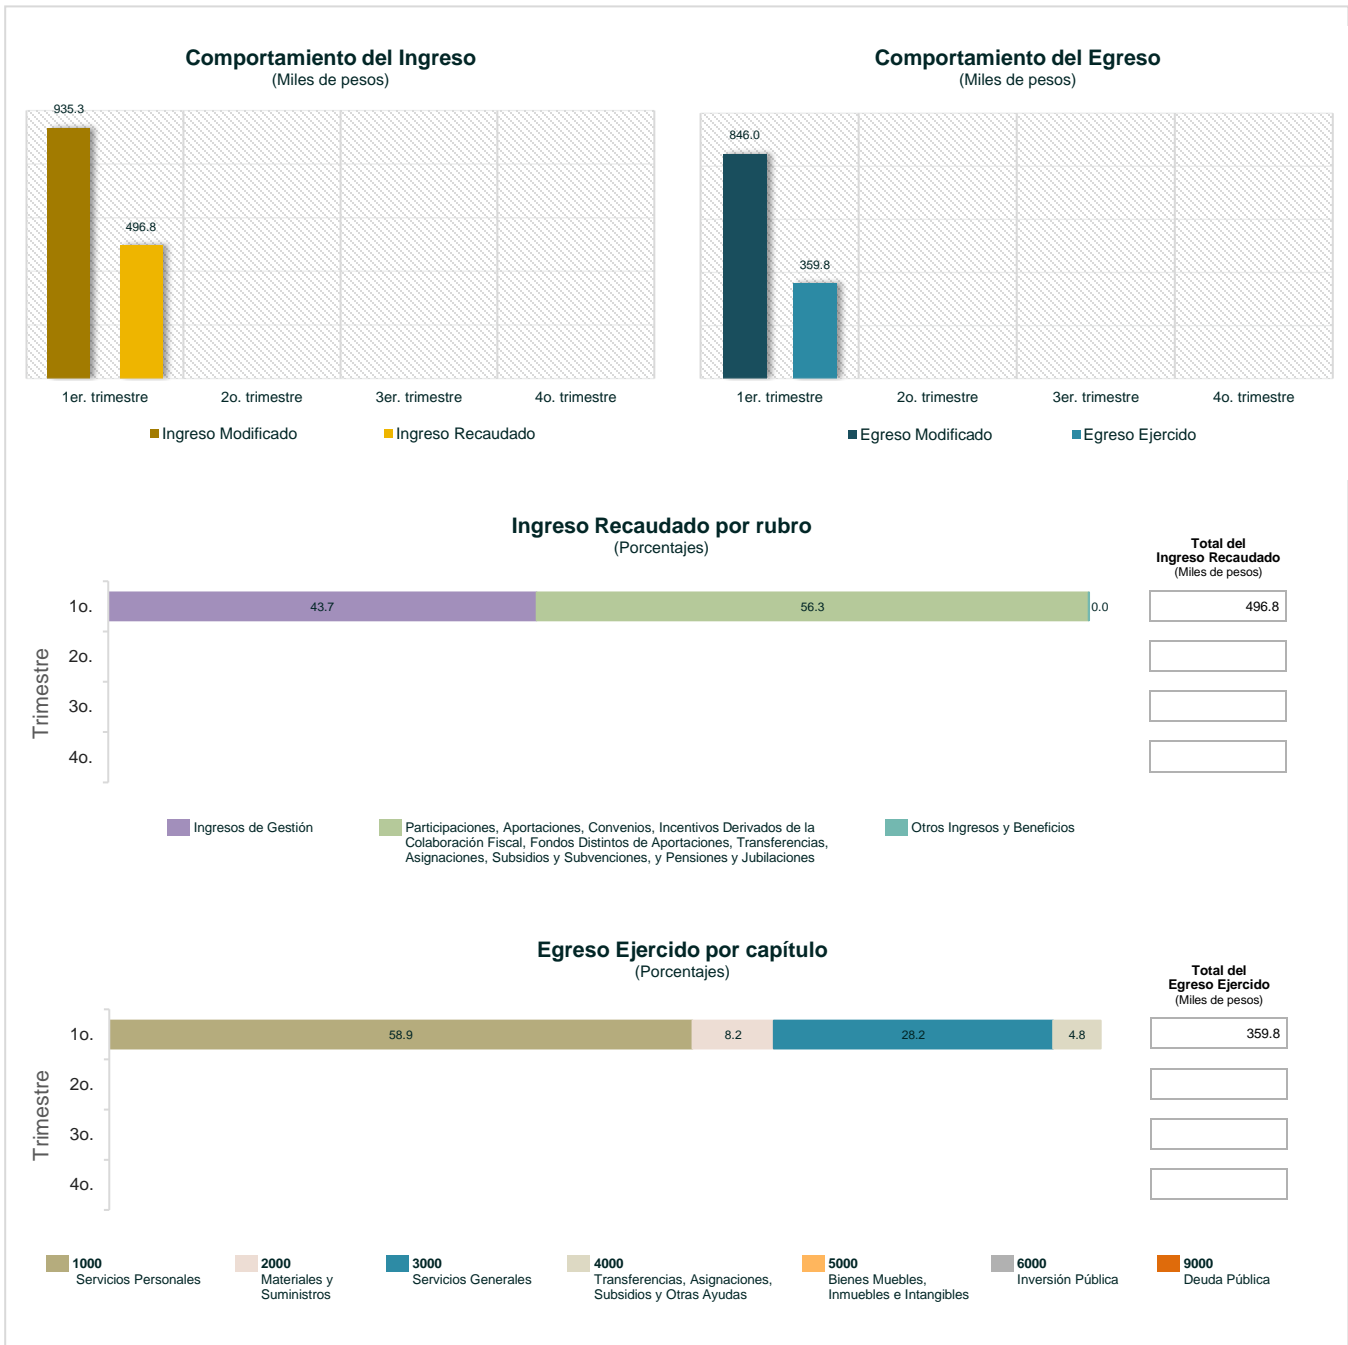 Comportamiento del Ingreso
(Miles de pesos)
935.3
496.8
1er. trimestre
2o. trimestre
3er. trimestre
4o. trimestre
Ingreso Modificado
Ingreso Recaudado
Comportamiento del Egreso
(Miles de pesos)
846.0
359.8
1er. trimestre
2o. trimestre
3er. trimestre
4o. trimestre
Egreso Modificado
Egreso Ejercido
Ingreso Recaudado por rubro
(Porcentajes)
Total del
Ingreso Recaudado
(Miles de pesos)
Trimestre
1o.
43.7
56.3
0.0
496.8
2o.
3o.
4o.
Ingresos de Gestión
Participaciones, Aportaciones, Convenios, Incentivos Derivados de la
Colaboración Fiscal, Fondos Distintos de Aportaciones, Transferencias,
Asignaciones, Subsidios y Subvenciones, y Pensiones y Jubilaciones
Otros Ingresos y Beneficios
Egreso Ejercido por capítulo
(Porcentajes)
Total del
Egreso Ejercido
(Miles de pesos)
Trimestre
1o.
58.9
8.2
28.2
4.8
359.8
2o.
3o.
4o.
1000
Servicios Personales
2000
Materiales y
Suministros
3000
Servicios Generales
4000
Transferencias, Asignaciones,
Subsidios y Otras Ayudas
5000
Bienes Muebles,
Inmuebles e Intangibles
6000
Inversión Pública
9000
Deuda Pública